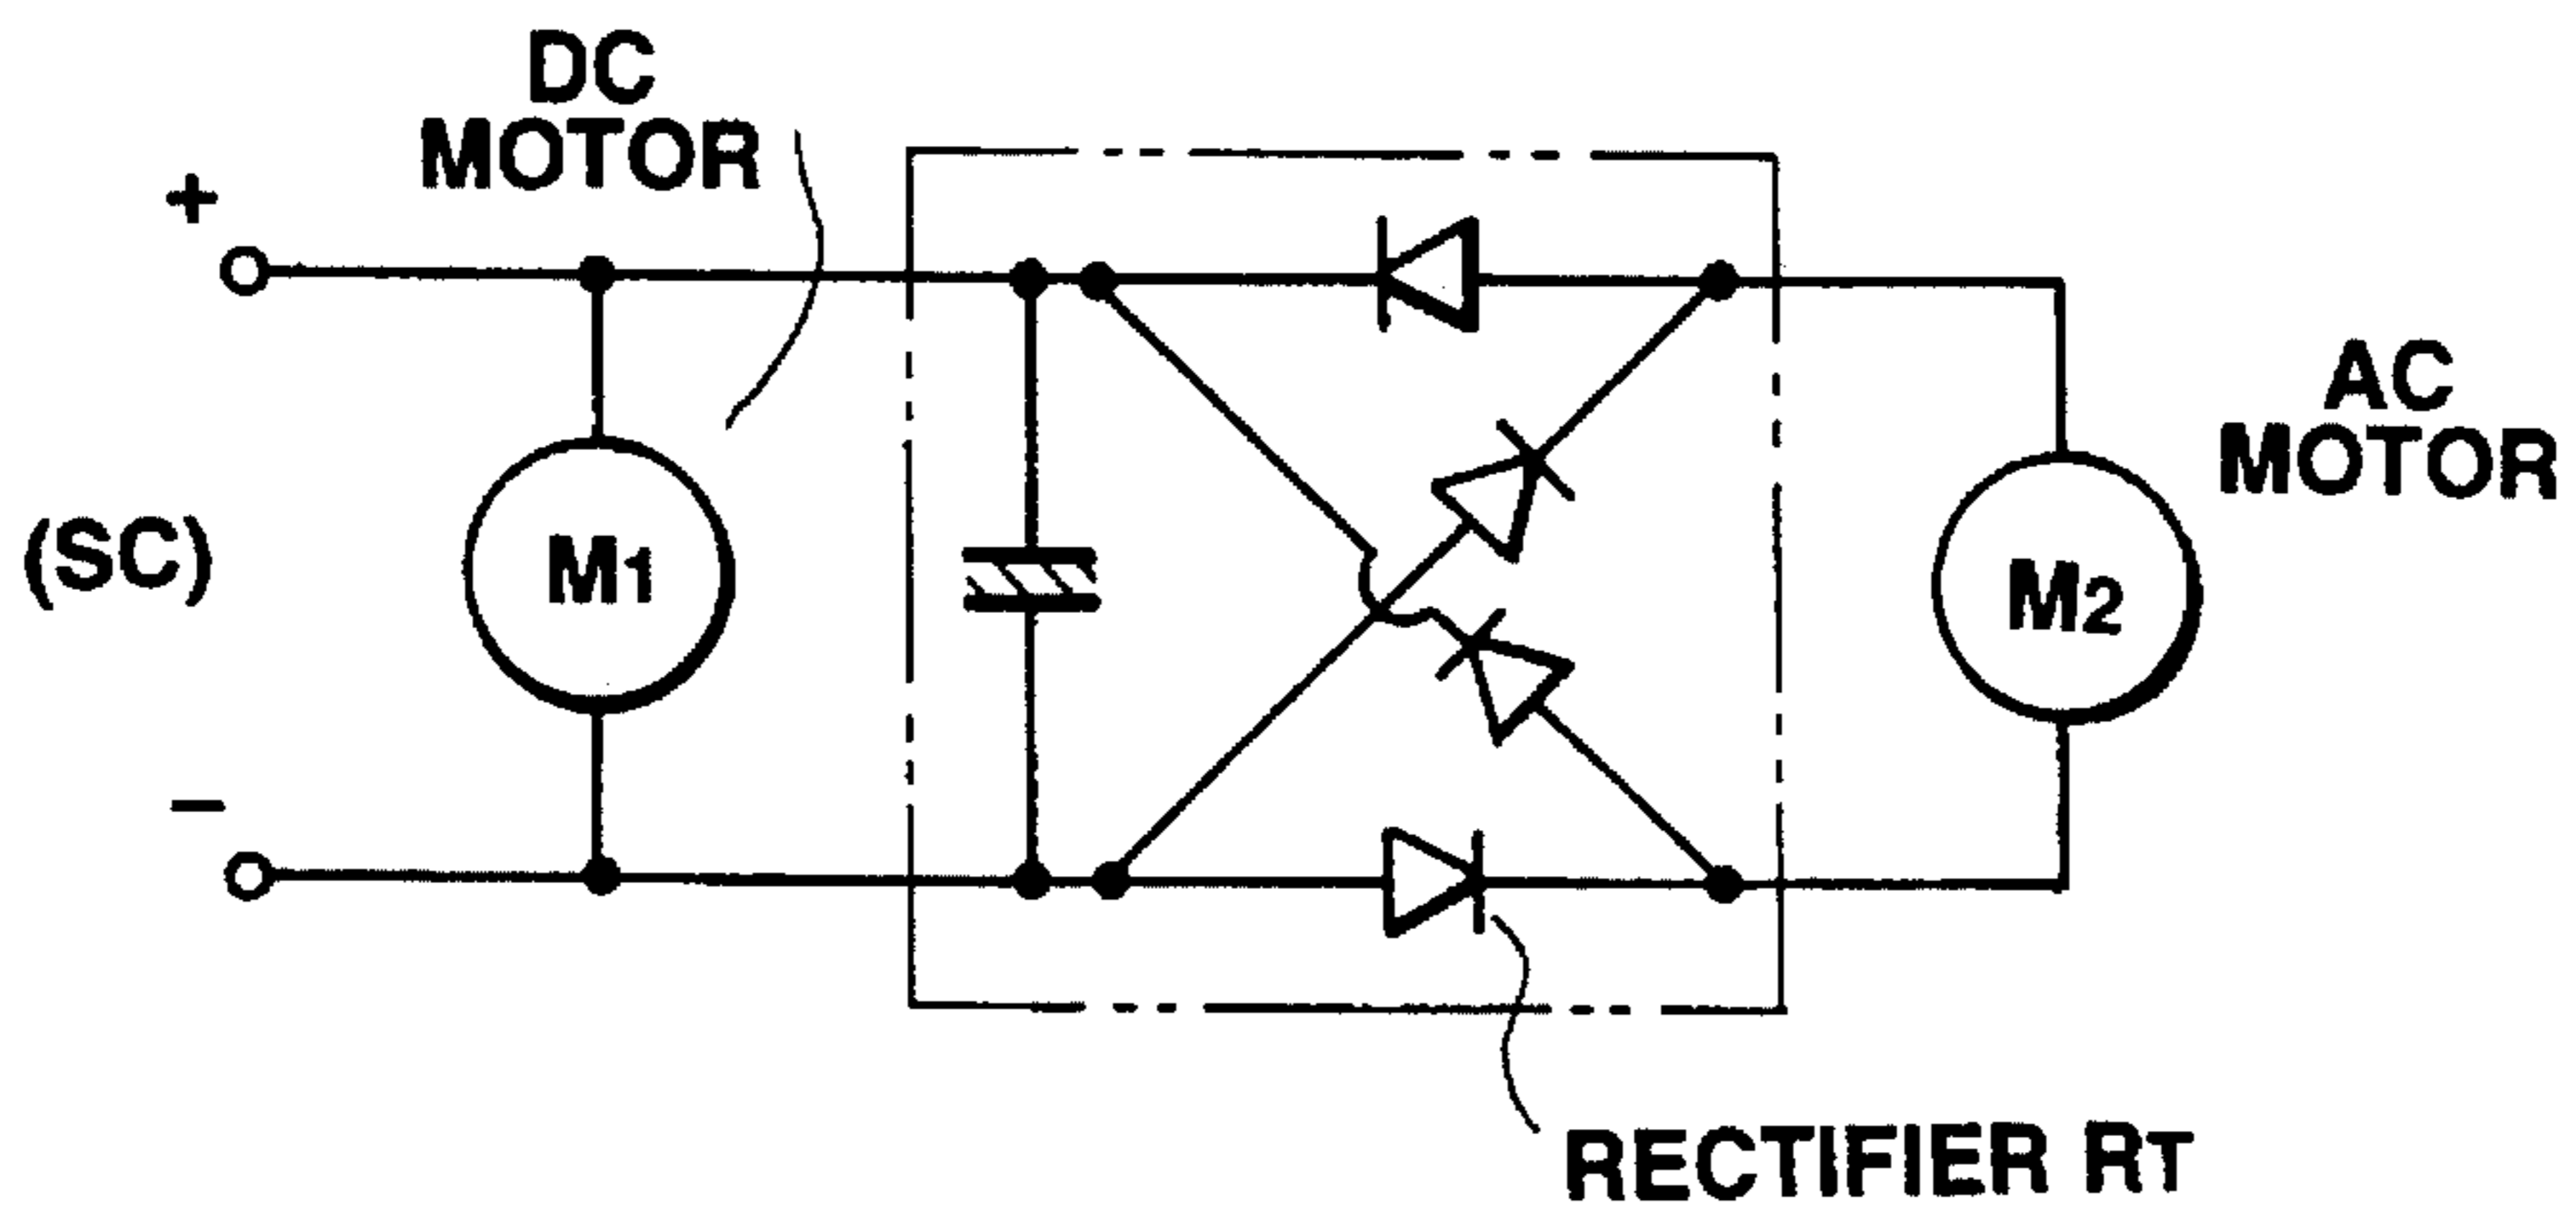 DC
MOTOR
+
(SC)
M1
AC
MOTOR
M2
−
RECTIFIER RT